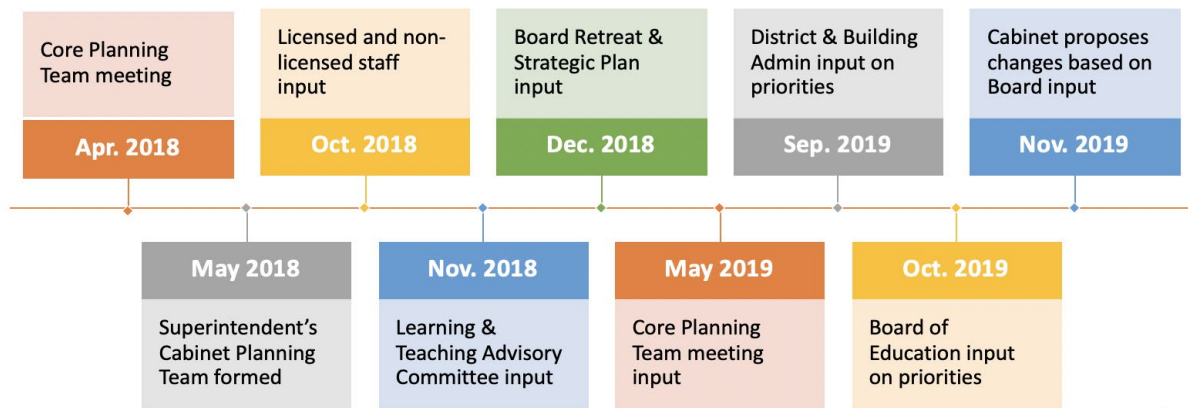 Core Planning
Team meeting
Apr. 2018
Licensed and non-
licensed staff
input
Oct. 2018
Board Retreat &
Strategic Plan
input
Dec. 2018
District & Building
Admin input on
priorities
Sep. 2019
Cabinet proposes
changes based on
Board input
Nov. 2019
May 2018
Superintendent’s
Cabinet Planning
Team formed
Nov. 2018
Learning &
Teaching Advisory
Committee input
May 2019
Core Planning
Team meeting
input
Oct. 2019
Board of
Education input
on priorities